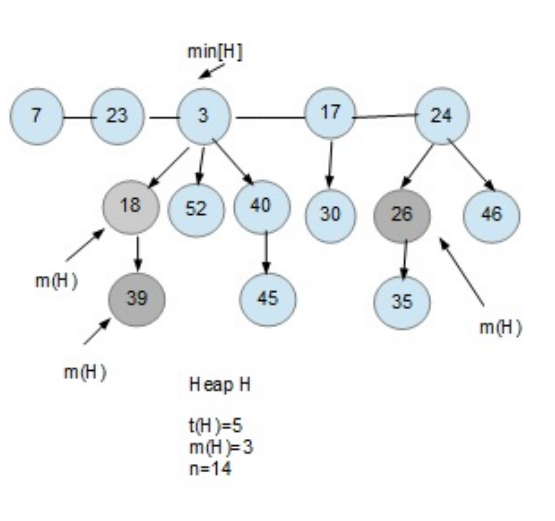 min[H]
7 23 3 17 24
18 52 40 30 26 46
m(H)
39 45 35
m(H)
m(H)
Heap H
t(H)=5
m(H)=3
n=14